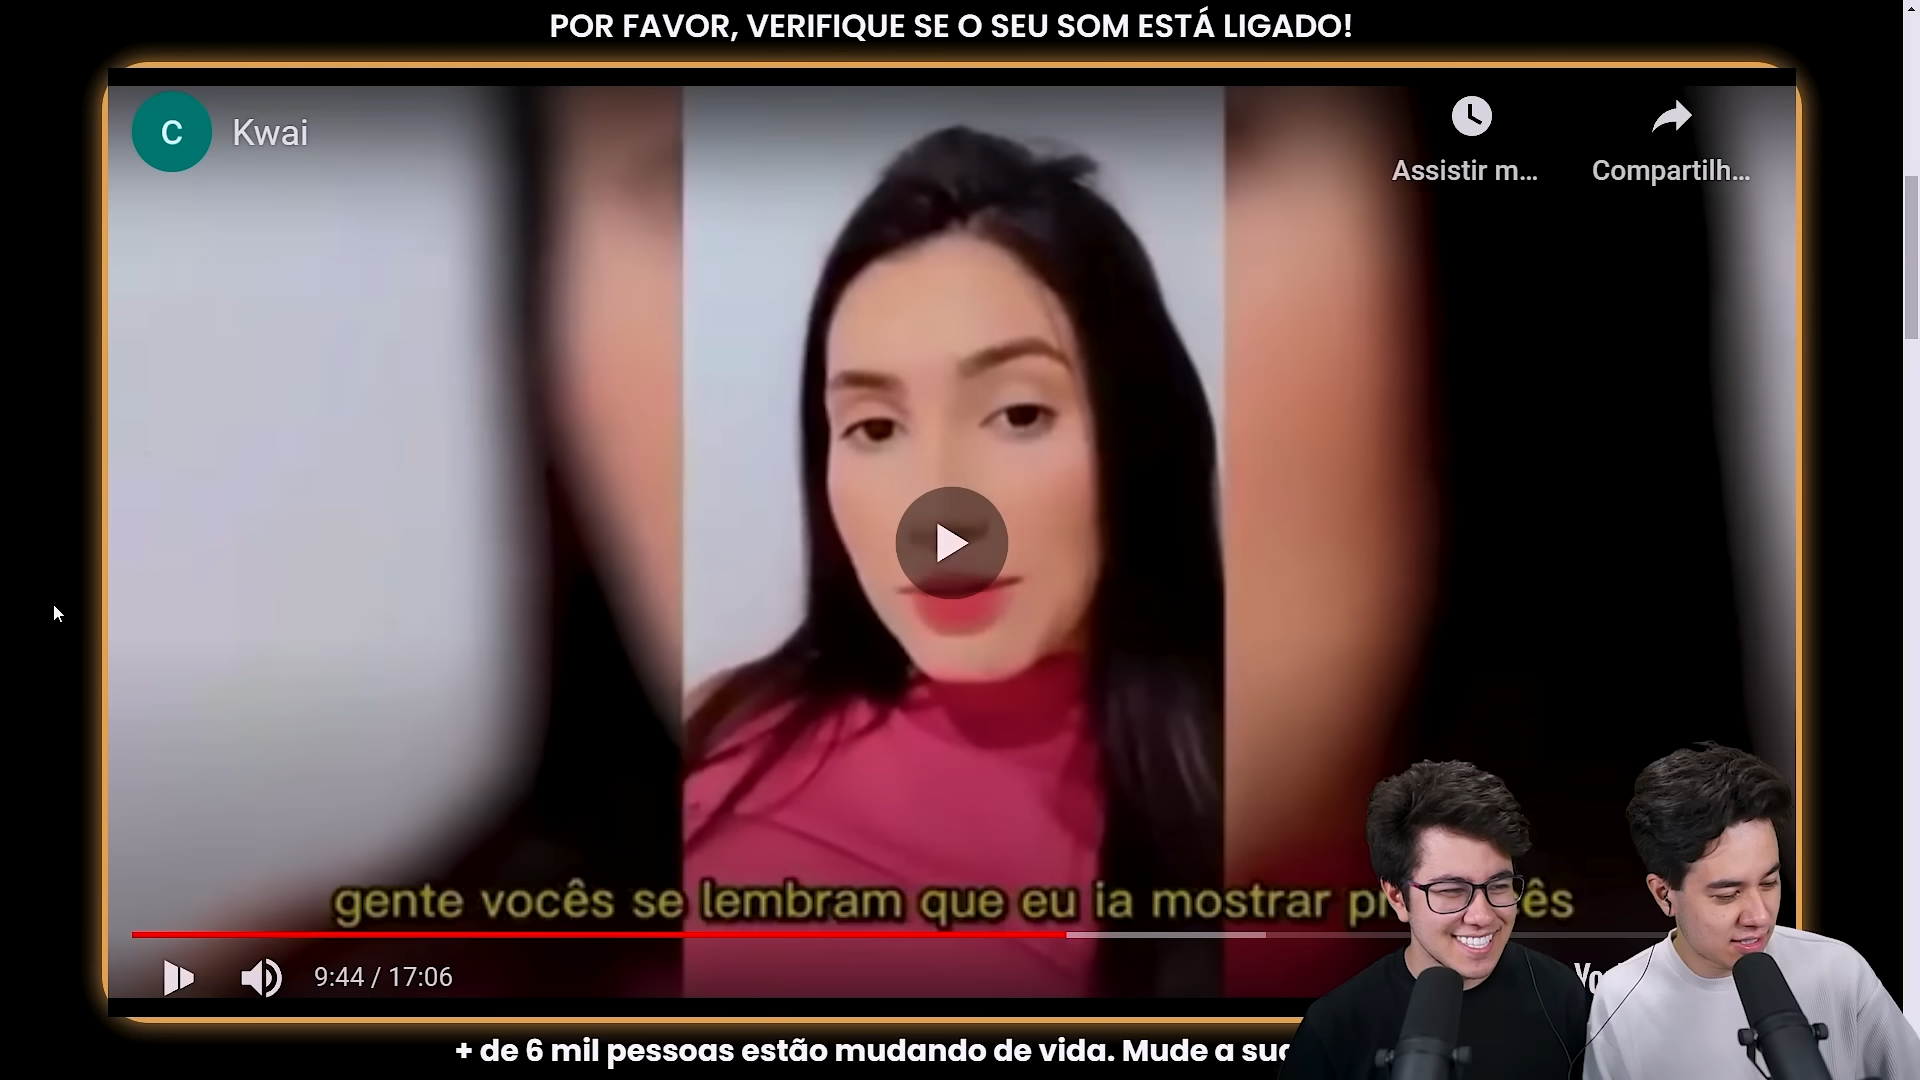 POR FAVOR, VERIFIQUE SE O SEU SOM ESTÁ LIGADO!
C
Kwai
Assistir m...
Compartilh...
gente vocês se lembram que eu ia mostrar
9:44 / 17:06
+ de 6 mil pessoas estão mudando de vida. Mude a